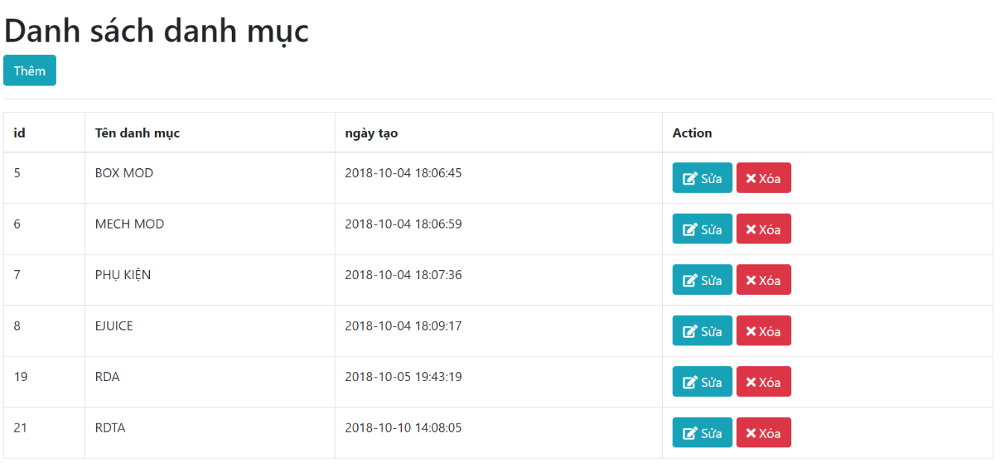 Danh sách danh mục
Thêm
id Tên danh mục ngày tạo Action
5 BOX MOD 2018-10-04 18:06:45 Sửa Xóa
6 MECH MOD 2018-10-04 18:06:59 Sửa Xóa
7 PHỤ KIỆN 2018-10-04 18:07:36 Sửa Xóa
8 EJUICE 2018-10-04 18:09:17 Sửa Xóa
19 RDA 2018-10-05 19:43:19 Sửa Xóa
21 RDTA 2018-10-10 14:08:05 Sửa Xóa